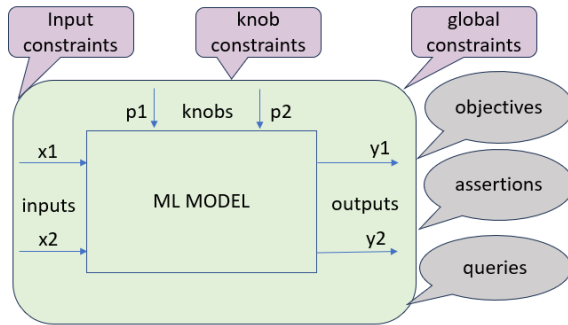 Input
constraints
knob
constraints
global
constraints
p1 knobs p2
objectives
x1
y1
assertions
inputs
ML MODEL
outputs
x2
y2
queries